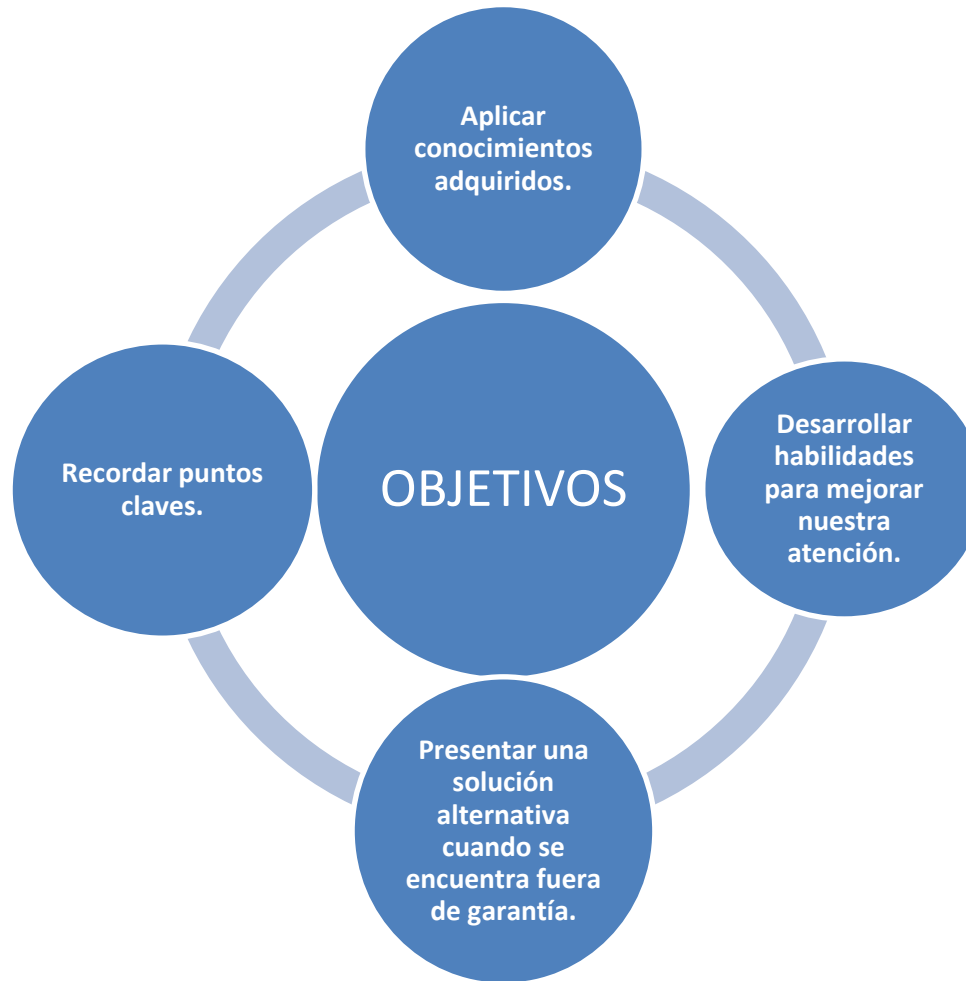 Aplicar
conocimientos
adquiridos.
Desarrollar
habilidades
para mejorar
nuestra
atención.
OBJETIVOS
Recordar puntos
claves.
Presentar una
solución
alternativa
cuando se
encuentra fuera
de garantía.